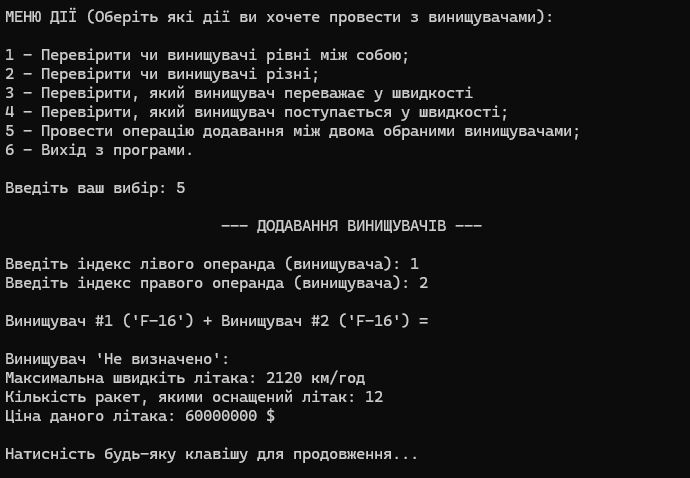 МЕНЮ ДІЇ (Оберіть які дії ви хочете провести з винищувачами):
1 - Перевірити чи винищувачі рівні між собою;
2 - Перевірити чи винищувачі різні;
3 - Перевірити, який винищувач переважає у швидкості
4 - Перевірити, який винищувач поступається у швидкості;
5 - Провести операцію додавання між двома обраними винищувачами;
6 - Вихід з програми.
Введіть ваш вибір: 5
--- ДОДАВАННЯ ВИНИЩУВАЧІВ ---
Введіть індекс лівого операнда (винищувача): 1
Введіть індекс правого операнда (винищувача): 2
Винищувач #1 ('F-16') + Винищувач #2 ('F-16') =
Винищувач 'Не визначено':
Максимальна швидкіть літака: 2120 км/год
Кількість ракет, якими оснащений літак: 12
Ціна даного літака: 60000000 $
Натисність будь-яку клавішу для продовження...